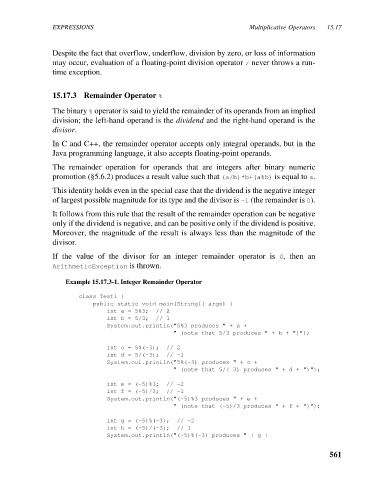 EXPRESSIONS Multiplicative Operators 15.17
Despite the fact that overflow, underflow, division by zero, or loss of information
may occur, evaluation of a floating-point division operator / never throws a run-
time exception.
15.17.3 Remainder Operator %
The binary % operator is said to yield the remainder of its operands from an implied
division; the left-hand operand is the dividend and the right-hand operand is the
divisor.
In C and C++, the remainder operator accepts only integral operands, but in the
Java programming language, it also accepts floating-point operands.
The remainder operation for operands that are integers after binary numeric
promotion (§5.6.2) produces a result value such that (a/b)*b+(a%b) is equal to a.
This identity holds even in the special case that the dividend is the negative integer
of largest possible magnitude for its type and the divisor is -1 (the remainder is 0).
It follows from this rule that the result of the remainder operation can be negative
only if the dividend is negative, and can be positive only if the dividend is positive.
Moreover, the magnitude of the result is always less than the magnitude of the
divisor.
If the value of the divisor for an integer remainder operator is 0, then an
ArithmeticException is thrown.
Example 15.17.3-1. Integer Remainder Operator
class Test1 {
public static void main(String[] args) {
int a = 5%3; // 2
int b = 5/3; // 1
System.out.println("5%3 produces " + a +
" (note that 5/3 produces " + b + ")");
int c = 5%(-3); // 2
int d = 5/(-3); // -1
System.out.println("5%(-3) produces " + c +
" (note that 5/(-3) produces " + d + ")");
int e = (-5)%3; // -2
int f = (-5)/3; // -1
System.out.println("(-5)%3 produces " + e +
" (note that (-5)/3 produces " + f + ")");
int g = (-5)%(-3); // -2
int h = (-5)/(-3); // 1
System.out.println("(-5)%(-3) produces " + g +
561